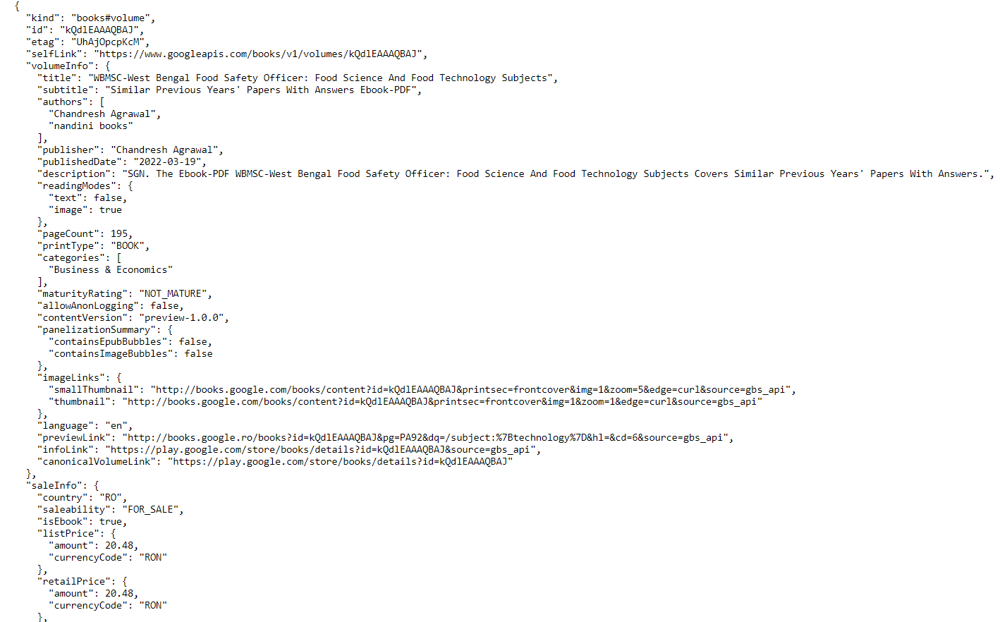 {
"kind": "books#volume",
"id": "kQdlEAAAQBAJ",
"etag": "UhAjOpcpKcM",
"selfLink": "https://www.googleapis.com/books/v1/volumes/kQdlEAAAQBAJ",
"volumeInfo": {
"title": "WBMSC-West Bengal Food Safety Officer: Food Science And Food Technology Subjects",
"subtitle": "Similar Previous Years' Papers With Answers Ebook-PDF",
"authors": [
"Chandresh Agrawal",
"nandini books"
],
"publisher": "Chandresh Agrawal",
"publishedDate": "2022-03-19",
"description": "SGN. The Ebook-PDF WBMSC-West Bengal Food Safety Officer: Food Science And Food Technology Subjects Covers Similar Previous Years' Papers With Answers.",
"readingModes": {
"text": false,
"image": true
},
"pageCount": 195,
"printType": "BOOK",
"categories": [
"Business & Economics"
],
"maturityRating": "NOT_MATURE",
"allowAnonLogging": false,
"contentVersion": "preview-1.0.0",
"panelizationSummary": {
"containsEpubBubbles": false,
"containsImageBubbles": false
},
"imageLinks": {
"smallThumbnail": "http://books.google.com/books/content?id=kQdlEAAAQBAJ&printsec=frontcover&img=1&zoom=5&edge=curl&source=gbs_api",
"thumbnail": "http://books.google.com/books/content?id=kQdlEAAAQBAJ&printsec=frontcover&img=1&zoom=1&edge=curl&source=gbs_api"
},
"language": "en",
"previewLink": "http://books.google.ro/books?id=kQdlEAAAQBAJ&pg=PA92&dq=/subject:%7Btechnology%7D&hl=&cd=6&source=gbs_api",
"infoLink": "https://play.google.com/store/books/details?id=kQdlEAAAQBAJ&source=gbs_api",
"canonicalVolumeLink": "https://play.google.com/store/books/details?id=kQdlEAAAQBAJ"
},
"saleInfo": {
"country": "RO",
"saleability": "FOR_SALE",
"isEbook": true,
"listPrice": {
"amount": 20.48,
"currencyCode": "RON"
},
"retailPrice": {
"amount": 20.48,
"currencyCode": "RON"
},